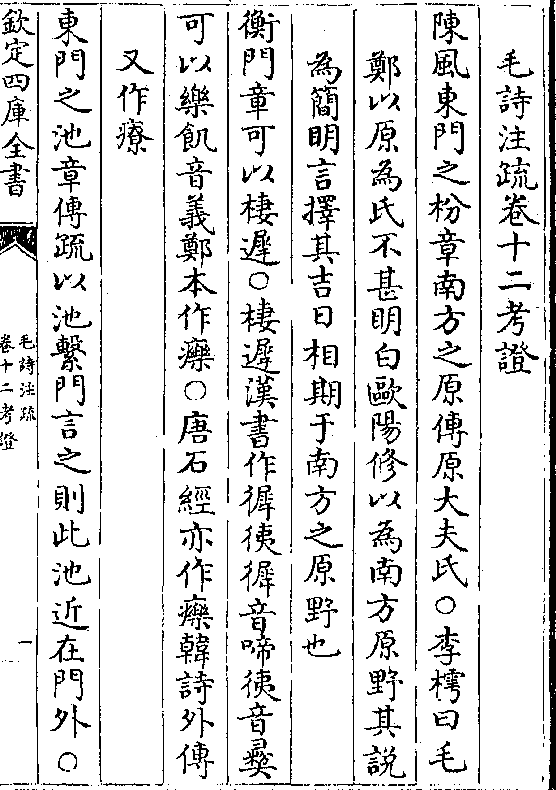 毛詩注疏卷十二考證
陳風東門之枌章南方之原傳原大夫氏○李樗曰毛
鄭以原為氏不甚明白歐陽修以為南方原野其說
為簡明言擇其吉日相期于南方之原野也
衡門章可以棲遲○棲遲漢書作徲徏徲音啼徏音彞
可以樂飢音義鄭本作𤻲○唐石經亦作𤻲韓詩外傳
又作療
東門之池章傳疏以池繫門言之則此池近在門外○
欽定四庫全書
毛詩注疏
卷十二考證
一